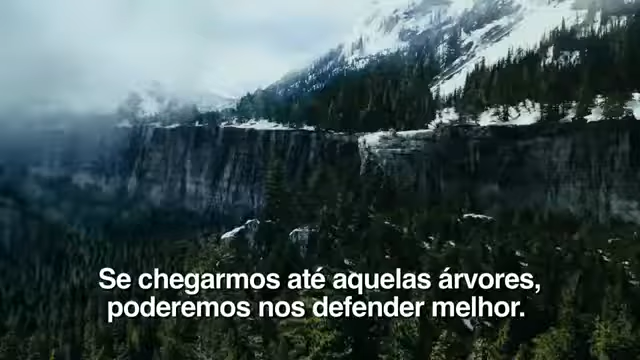 Se chegarmos até aquelas árvores,
poderemos nos defender melhor.